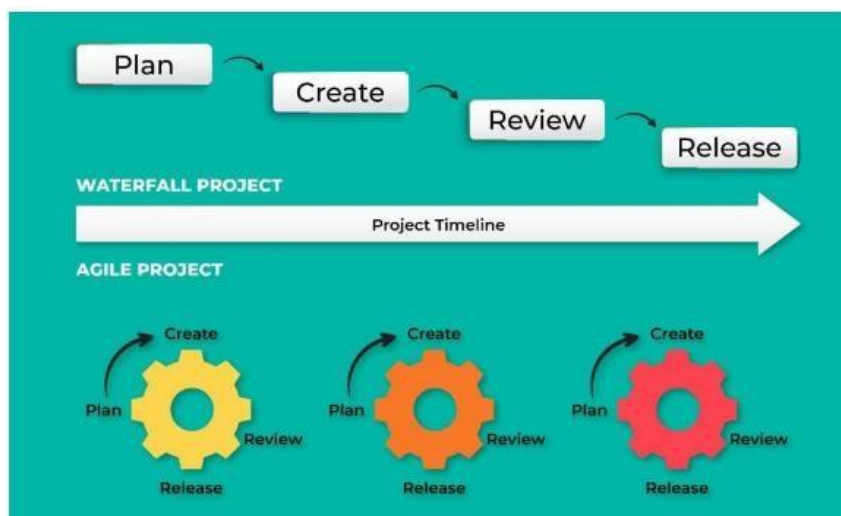 Plan
Create
Review
Release
WATERFALL PROJECT
Project Timeline
AGILE PROJECT
Create
Plan
Review
Release
Create
Plan
Review
Release
Create
Plan
Review
Release